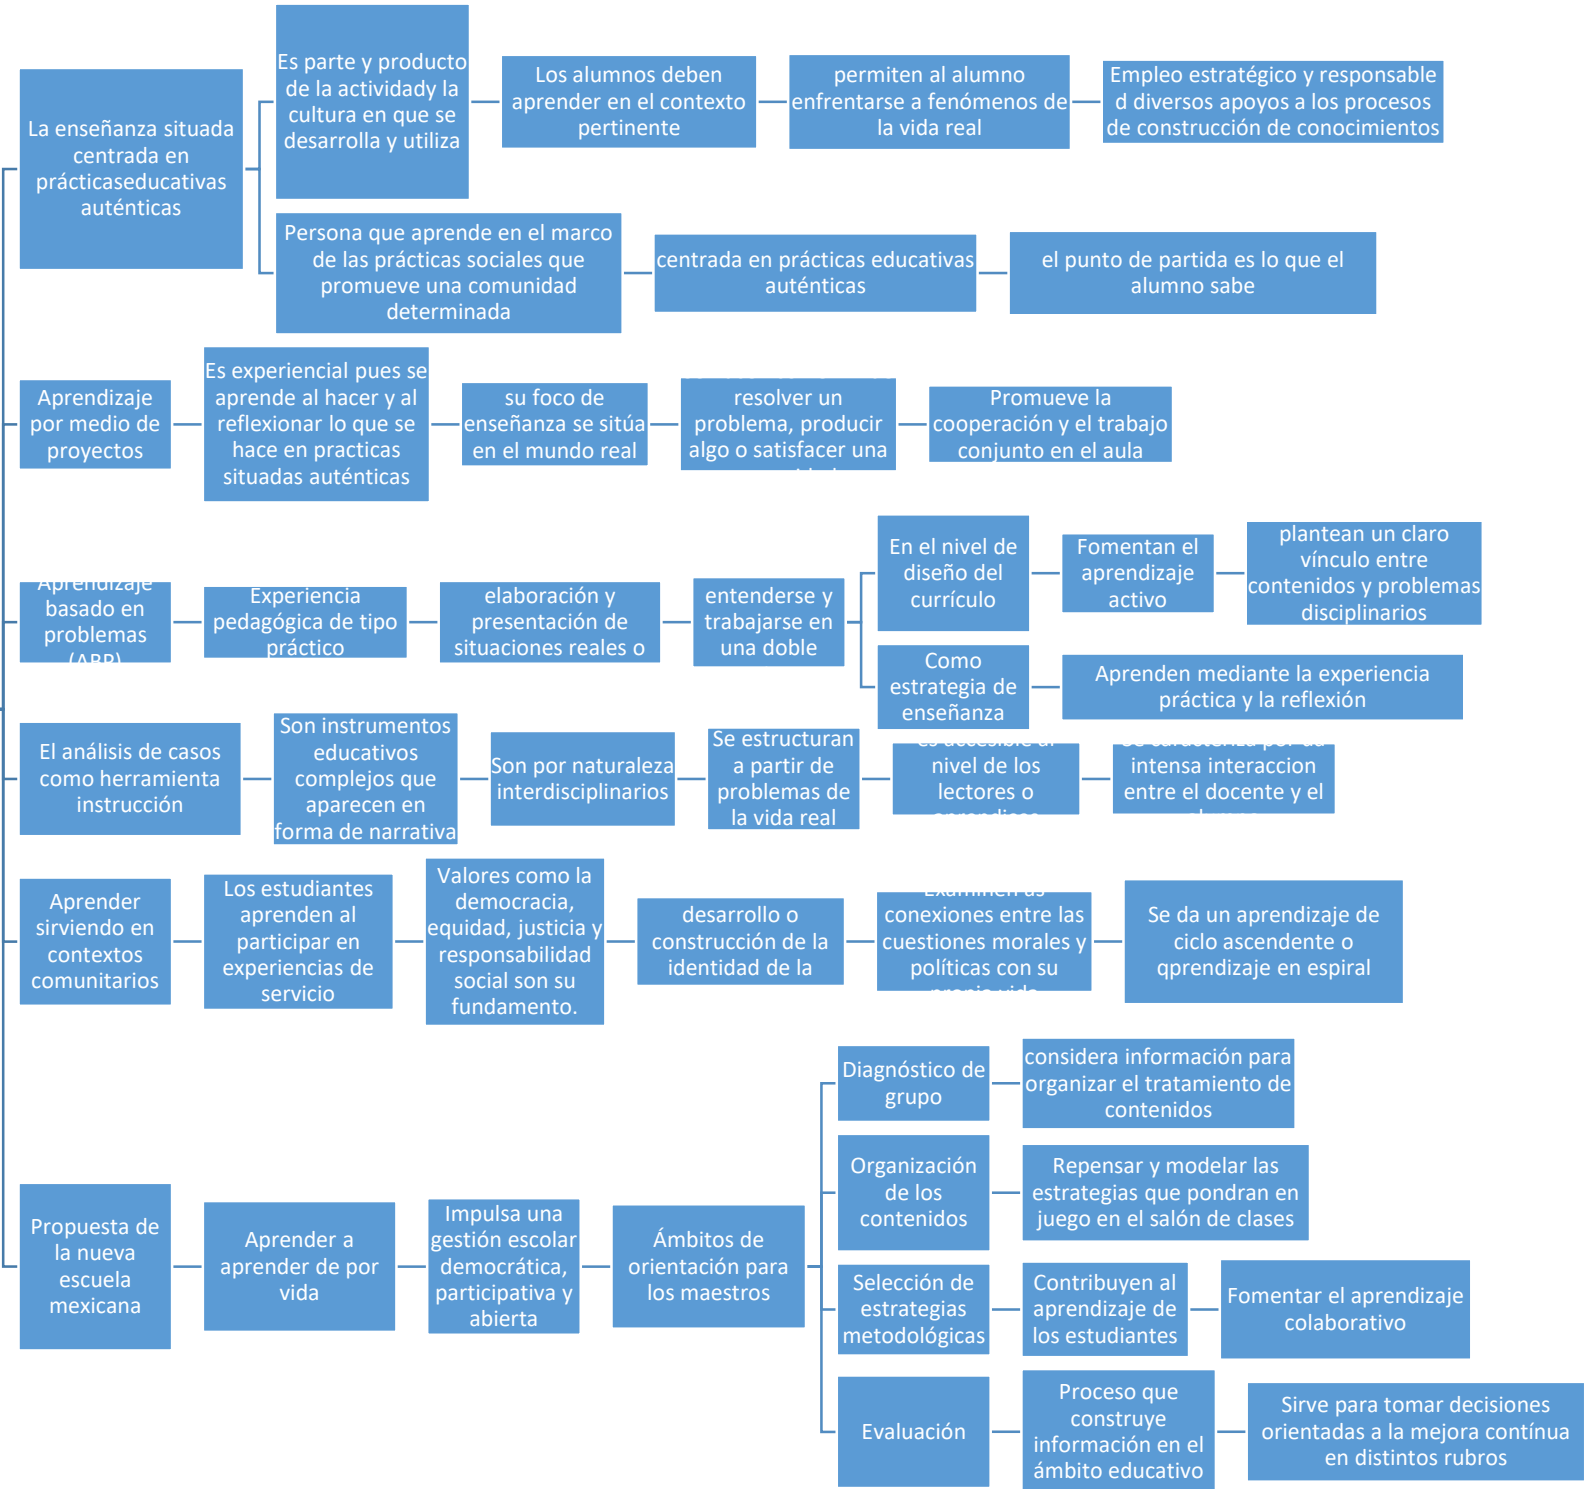 La enseñanza situada
centrada en
prácticaseducativas
auténticas
Es parte y producto
de la actividady la
cultura en que se
desarrolla y utiliza
Los alumnos deben
aprender en el contexto
pertinente
permiten al alumno
enfrentarse a fenómenos de
la vida real
Empleo estratégico y responsable
d diversos apoyos a los procesos
de construcción de conocimientos
Persona que aprende en el marco
de las prácticas sociales que
promueve una comunidad
determinada
centrada en prácticas educativas
auténticas
el punto de partida es lo que el
alumno sabe
Aprendizaje
por medio de
proyectos
Es experiencial pues se
aprende al hacer y al
reflexionar lo que se
hace en practicas
situadas auténticas
su foco de
enseñanza se sitúa
en el mundo real
resolver un
problema, producir
algo o satisfacer una
Promueve la
cooperación y el trabajo
conjunto en el aula
Aprendizaje
basado en
problemas
(ABP)
Experiencia
pedagógica de tipo
práctico
elaboración y
presentación de
situaciones reales o
entenderse y
trabajarse en
una doble
En el nivel de
diseño del
currículo
Fomentan el
aprendizaje
activo
plantean un claro
vínculo entre
contenidos y problemas
disciplinarios
Como
estrategia de
enseñanza
Aprenden mediante la experiencia
práctica y la reflexión
El análisis de casos
como herramienta
instrucción
Son instrumentos
educativos
complejos que
aparecen en
forma de narrativa
Son por naturaleza
interdisciplinarios
Se estructuran
a partir de
problemas de
la vida real
es accesible al
nivel de los
lectores o
aprendices
Se caracteriza por
intensa interaccion
entre el docente y el
Aprender
sirviendo en
contextos
comunitarios
Los estudiantes
aprenden al
participar en
experiencias de
servicio
Valores como la
democracia,
equidad, justicia y
responsabilidad
social son su
fundamento.
desarrollo o
construcción de la
identidad de la
Examinen as
conexiones entre las
cuestiones morales y
políticas con su
propia vida
Se da un aprendizaje de
ciclo ascendente o
qprendizaje en espiral
Propuesta de
la nueva
escuela
mexicana
Aprender a
aprender de por
vida
Impulsa una
gestión escolar
democrática,
participativa y
abierta
Ámbitos de
orientación para
los maestros
Diagnóstico de
grupo
considera información para
organizar el tratamiento de
contenidos
Organización
de los
contenidos
Repensar y modelar las
estrategias que pondran en
juego en el salón de clases
Selección de
estrategias
metodológicas
Contribuyen al
aprendizaje de
los estudiantes
Fomentar el aprendizaje
colaborativo
Evaluación
Proceso que
construye
información en el
ámbito educativo
Sirve para tomar decisiones
orientadas a la mejora contínua
en distintos rubros